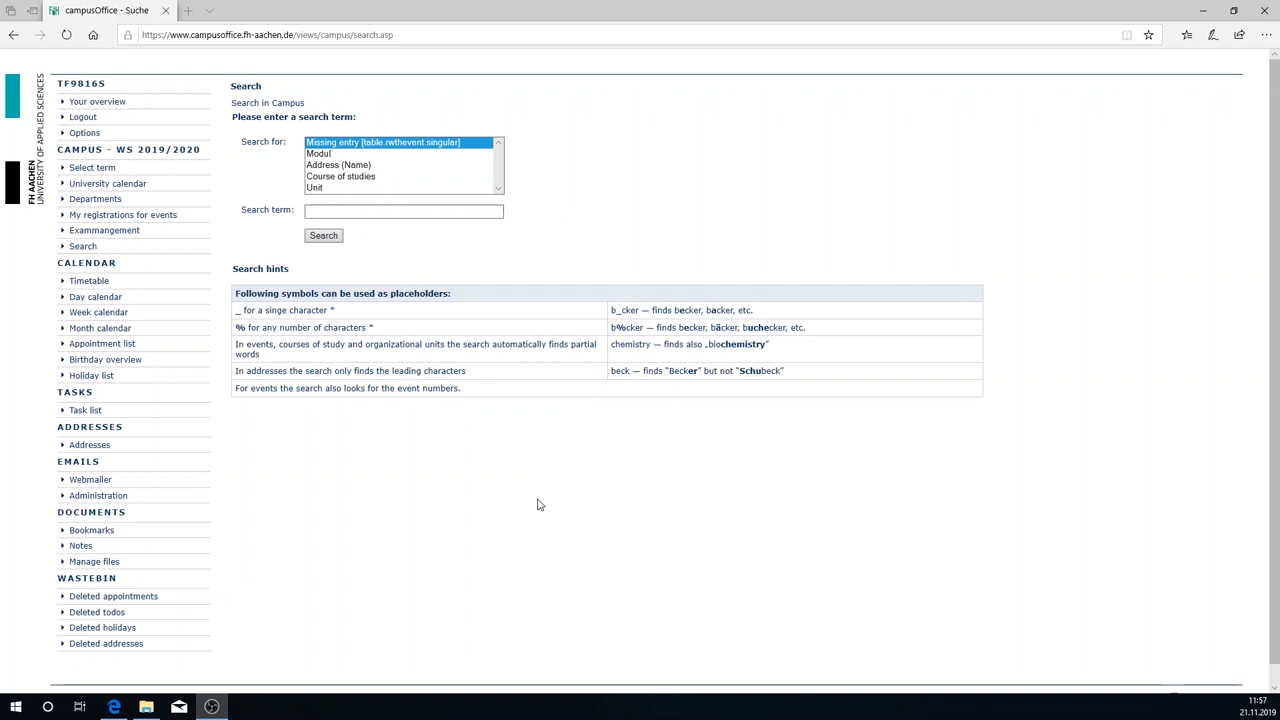 campusOffice - Suche
https://www.campusoffice.fh-aachen.de/views/campus/search.asp
FH AACHEN
UNIVERSITY OF APPLIED SCIENCES
TF9816S
Your overview
Logout
Options
CAMPUS - WS 2019/2020
Select term
University calendar
Departments
My registrations for events
Exammangement
Search
CALENDAR
Timetable
Day calendar
Week calendar
Month calendar
Appointment list
Birthday overview
Holiday list
TASKS
Task list
ADDRESSES
Addresses
EMAILS
Webmailer
Administration
DOCUMENTS
Bookmarks
Notes
Manage files
WASTEBIN
Deleted appointments
Deleted todos
Deleted holidays
Deleted addresses
Search
Search in Campus
Please enter a search term:
Search for:
Missing entry [table.rwthevent.singular]
Modul
Address (Name)
Course of studies
Unit
Search term:
Search
Search hints
Following symbols can be used as placeholders:
_ for a singe character * b_cker — finds becker, backer, etc.
% for any number of characters * b%cker — finds becker, bäcker, buchecker, etc.
In events, courses of study and organizational units the search automatically finds partial
words
chemistry — finds also „biochemistry"
In addresses the search only finds the leading characters beck — finds "Becker" but not "Schubeck"
For events the search also looks for the event numbers.
11:57
21.11.2019